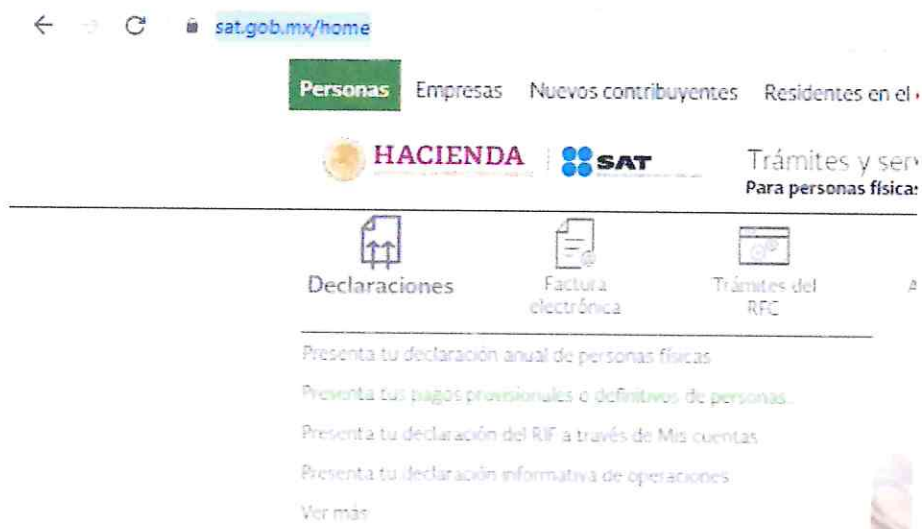 sat.gob.mx/home
Personas Empresas Nuevos contribuyentes Residentes en el
HACIENDA SAT Trámites y serv
Para personas físicas
Declaraciones Factura electrónica Trámites del RFC A
Presenta tu declaración anual de personas físicas
Presenta tus pagos provisionales o definitivos de personas...
Presenta tu declaración del RIF a través de Mis cuentas
Presenta tu declaración informativa de operaciones
Ver más